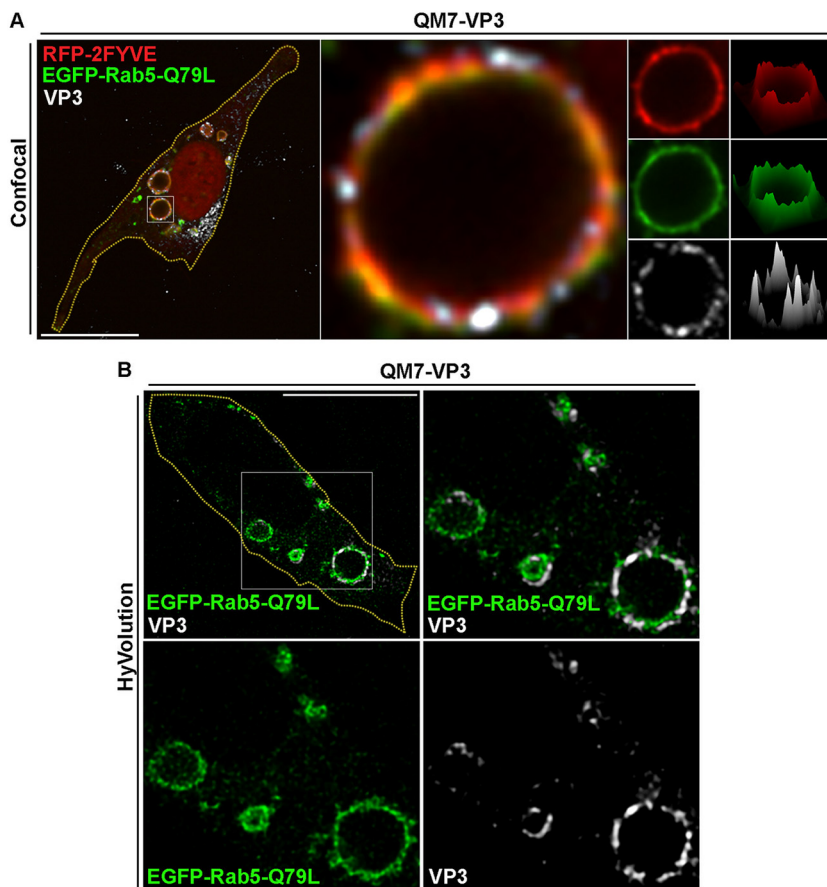 A
QM7-VP3
Confocal
RFP-2FYVE
EGFP-Rab5-Q79L
VP3
B
QM7-VP3
HyVolution
EGFP-Rab5-Q79L
VP3
EGFP-Rab5-Q79L
VP3
EGFP-Rab5-Q79L
VP3